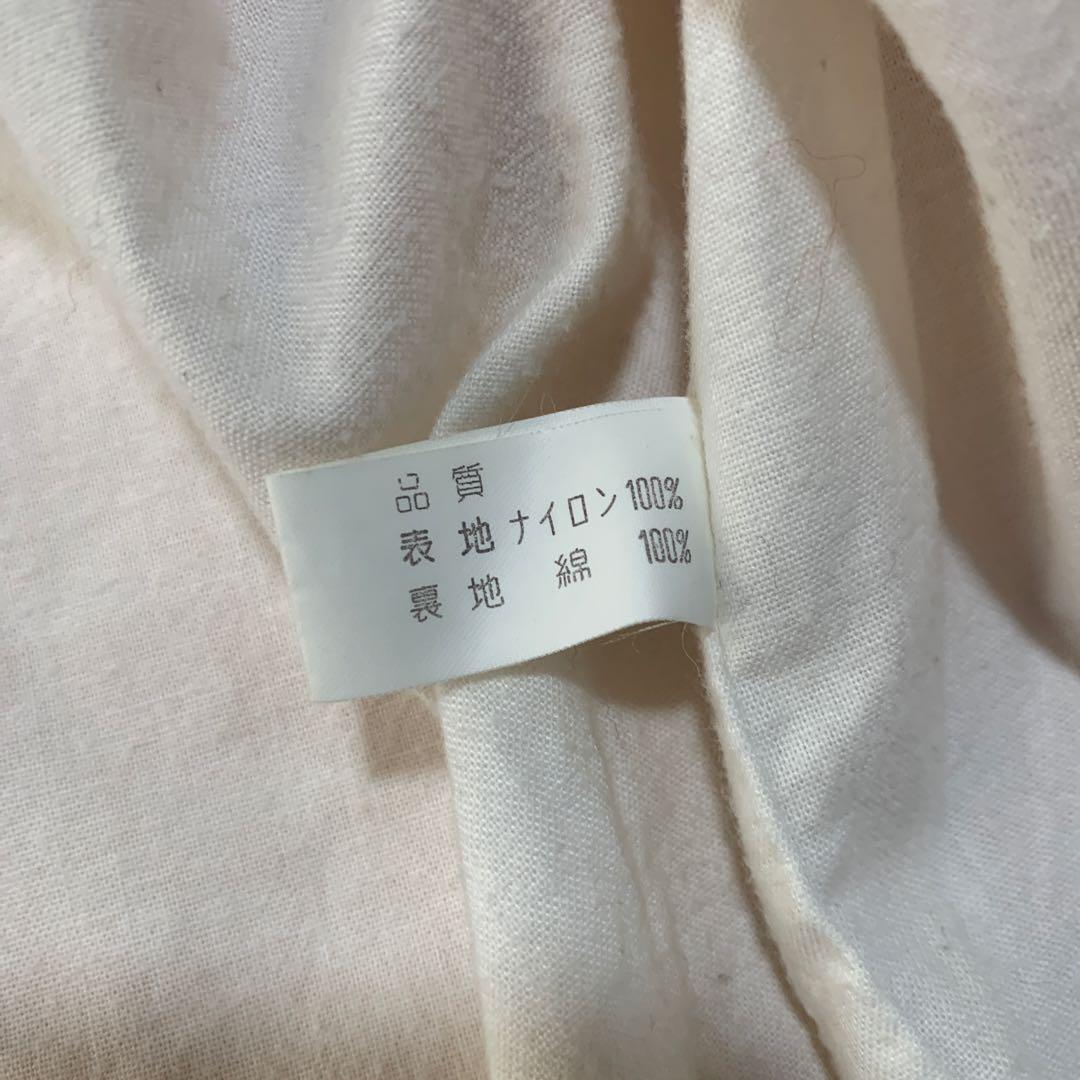 品質
表地 ナイロン 100%
裏地 綿 100%